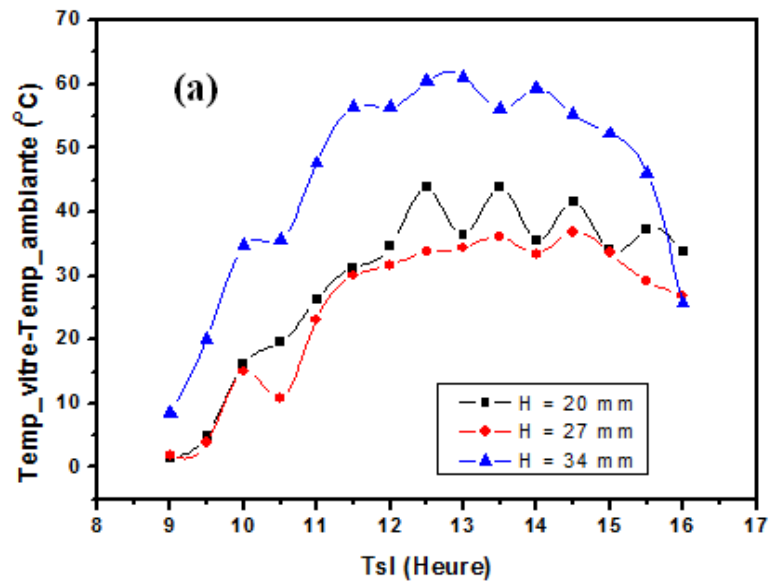 (a)
Temp_vitre-Temp_ambiante (°C)
70
60
50
40
30
20
10
0
H = 20 mm
H = 27 mm
H = 34 mm
8 9 10 11 12 13 14 15 16 17
Tsl (Heure)